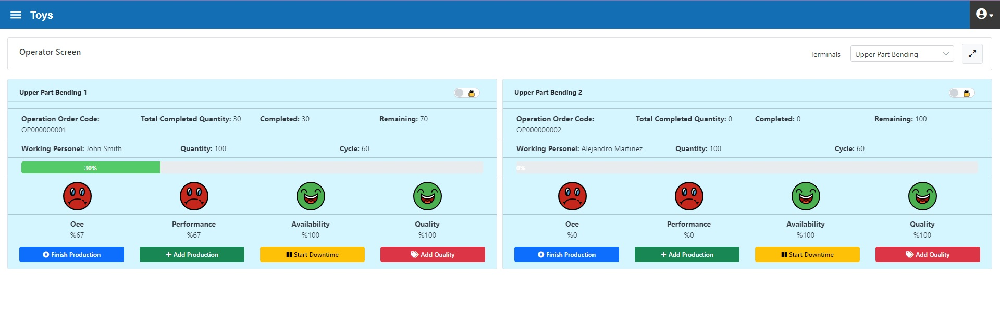 Toys
Operator Screen
Terminals Upper Part Bending
Upper Part Bending 1
Operation Order Code: Total Completed Quantity: 30 Completed: 30 Remaining: 70
OP000000001
Working Personel: John Smith Quantity: 100 Cycle: 60
30%
Oee Performance Availability Quality
%67 %67 %100 %100
Finish Production Add Production Start Downtime Add Quality
Upper Part Bending 2
Operation Order Code: Total Completed Quantity: 0 Completed: 0 Remaining: 100
OP000000002
Working Personel: Alejandro Martinez Quantity: 100 Cycle: 60
0%
Oee Performance Availability Quality
%0 %0 %100 %100
Finish Production Add Production Start Downtime Add Quality